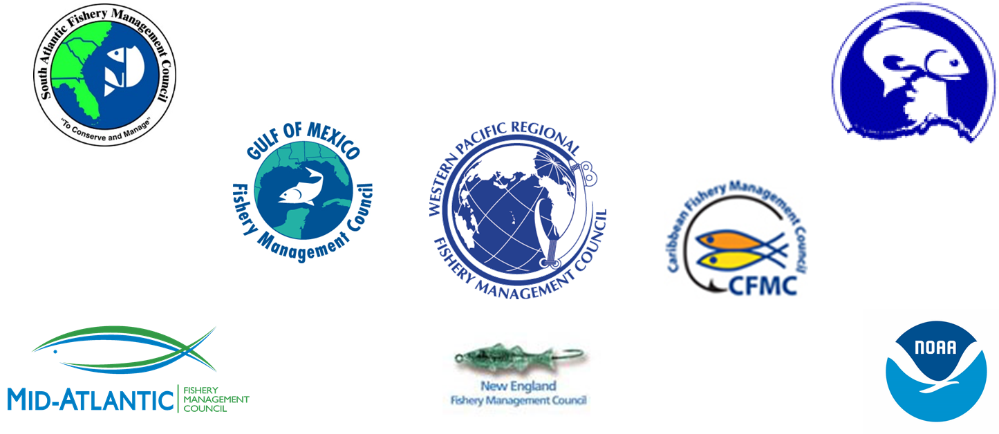 South Atlantic Fishery Management Council
"To Conserve and Manage"
GULF OF MEXICO
Fishery Management Council
WESTERN PACIFIC REGIONAL
FISHERY MANAGEMENT COUNCIL
Caribbean Fishery Management Council
CFMC
MID-ATLANTIC
FISHERY
MANAGEMENT
COUNCIL
New England
Fishery Management Council
NOAA